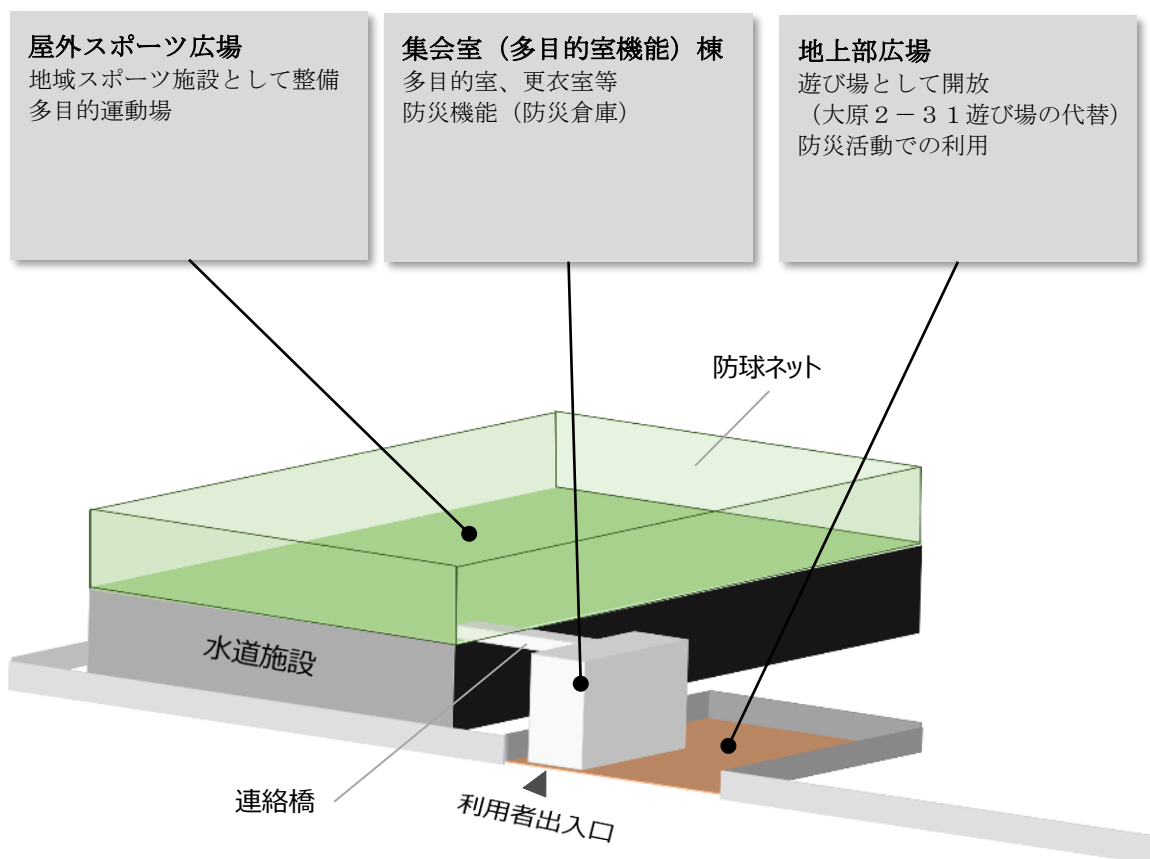 屋外スポーツ広場
地域スポーツ施設として整備
多目的運動場
集会室（多目的室機能）棟
多目的室、更衣室等
防災機能（防災倉庫）
地上部広場
遊び場として開放
（大原２－３１遊び場の代替）
防災活動での利用
防球ネット
水道施設
連絡橋
利用者出入口